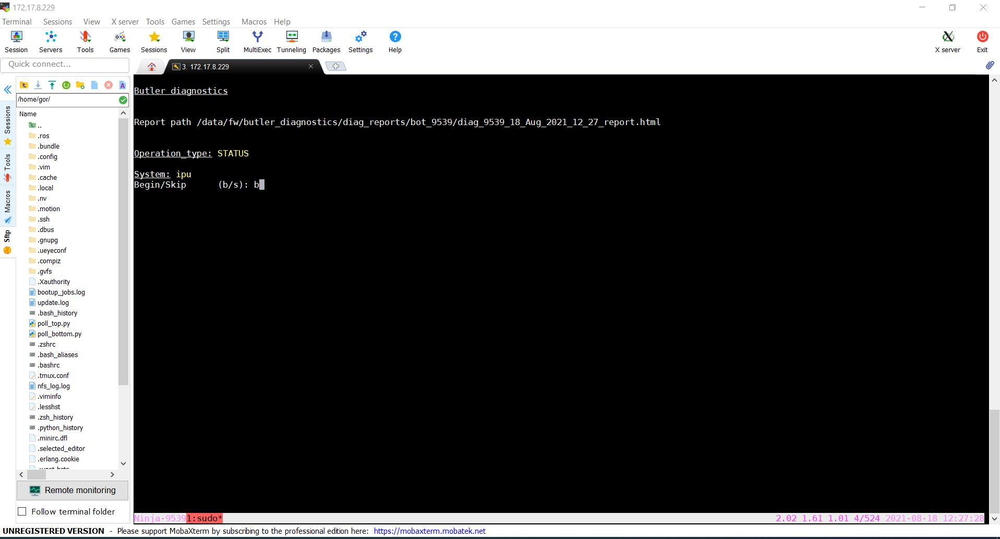 172.17.8.229
Terminal Sessions View X server Tools Games Settings Macros Help
Session Servers Tools Games Sessions View Split MultiExec Tunneling Packages Settings Help X server Exit
Quick connect...
3. 172.17.8.229
/home/gor/
Name
..
.ros
.bundle
.config
.vim
.cache
.local
.nv
.motion
.ssh
.dbus
.gnupg
.ueyeconf
.compiz
.gvfs
.Xauthority
bootup_jobs.log
update.log
.bash_history
poll_top.py
poll_bottom.py
.zshrc
.bash_aliases
.bashrc
.tmux.conf
nfs_log.log
.viminfo
.lesshst
.zsh_history
.python_history
.minirc.dfl
.selected_editor
.erlang.cookie
Sessions
Tools
Macros
Sftp
Remote monitoring
Follow terminal folder
Butler diagnostics
Report path /data/fw/butler_diagnostics/diag_reports/bot_9539/diag_9539_18_Aug_2021_12_27_report.html
Operation_type: STATUS
System: ipu
Begin/Skip (b/s): b
Ninja-9539 1:sudo* 2.02 1.61 1.01 4/524 2021-08-18 12:27:28
UNREGISTERED VERSION - Please support MobaXterm by subscribing to the professional edition here: https://mobaxterm.mobatek.net